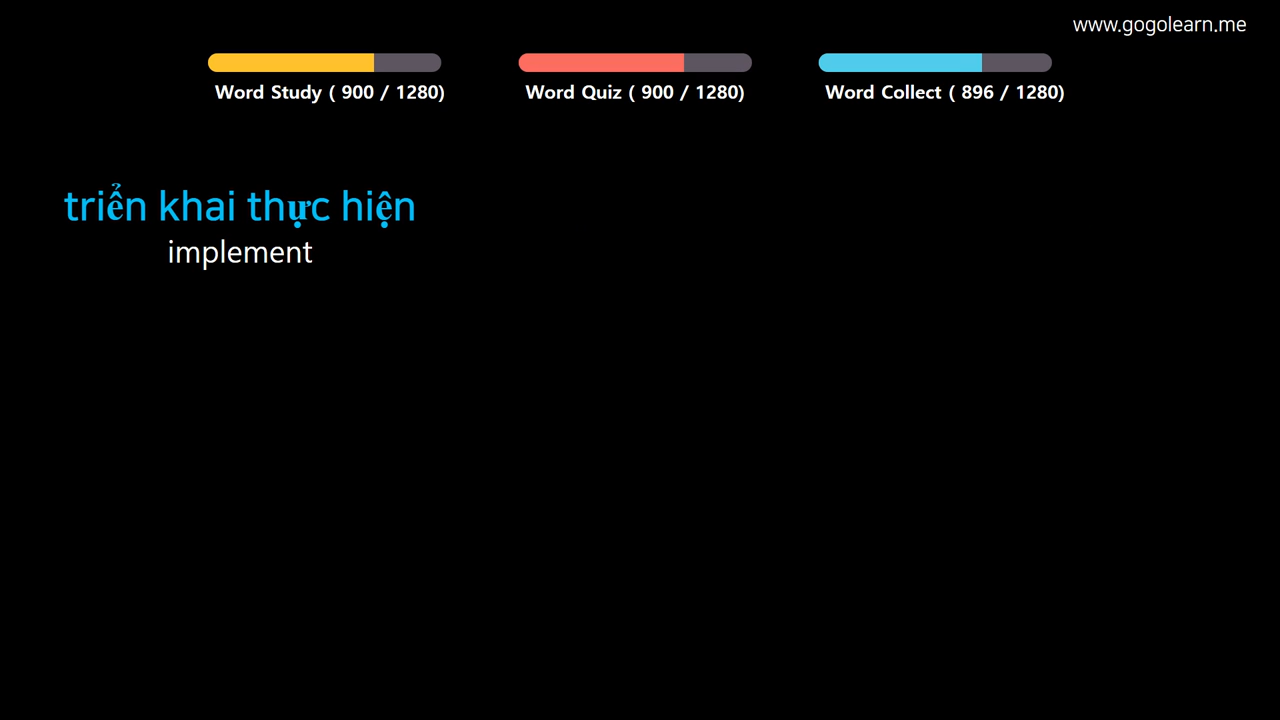 www.gogolearn.me
Word Study ( 900 / 1280)
Word Quiz ( 900 / 1280)
Word Collect ( 896 / 1280)
triển khai thực hiện
implement